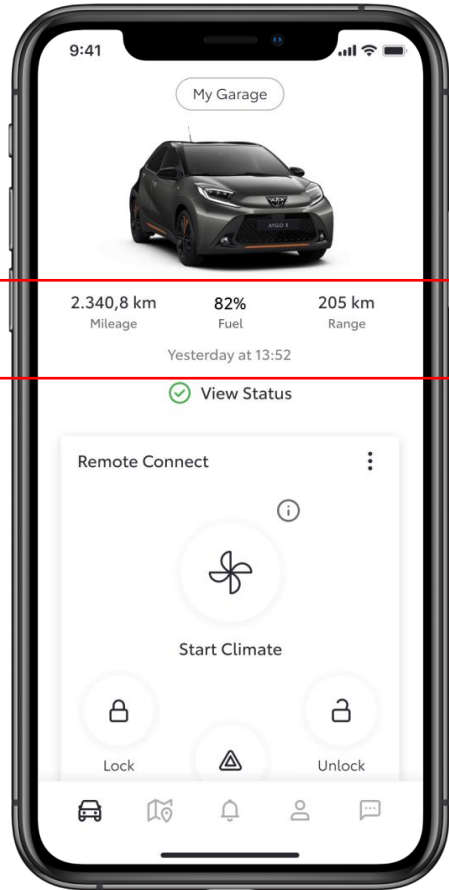 9:41
My Garage
AYGO X
2.340,8 km 82% 205 km
Mileage Fuel Range
Yesterday at 13:52
View Status
Remote Connect
Start Climate
Lock Unlock